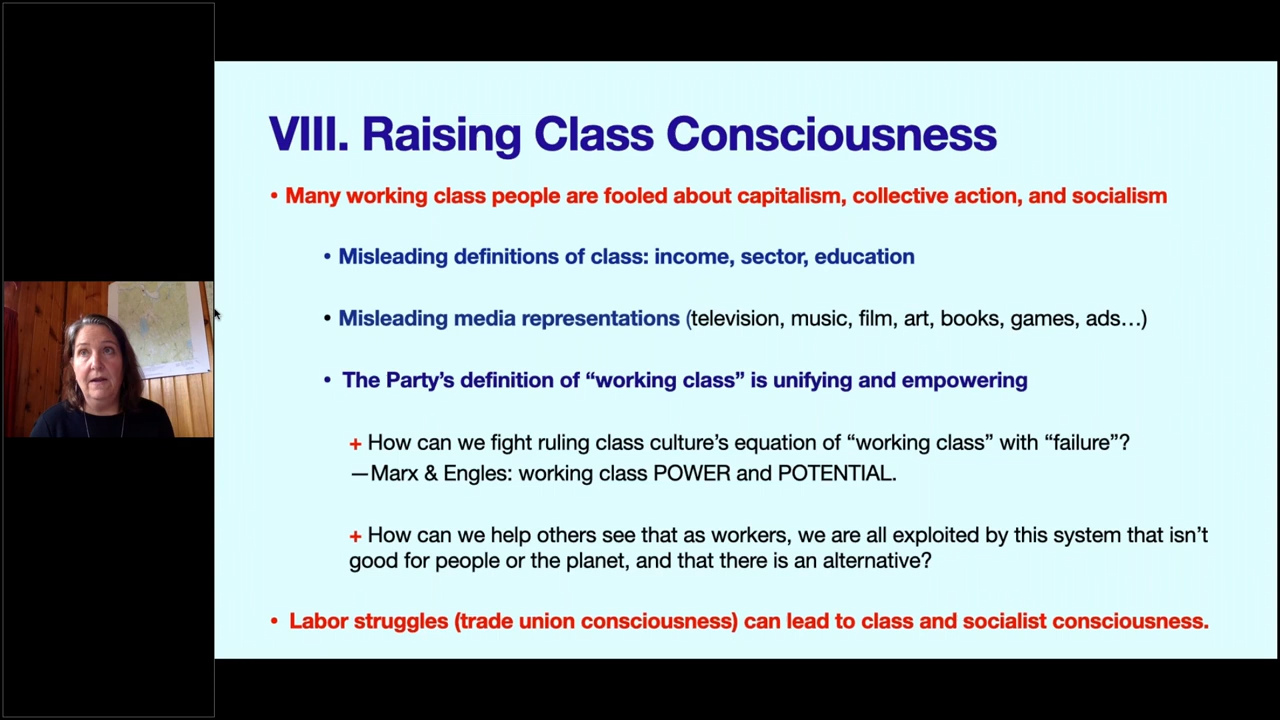 VIII. Raising Class Consciousness
• Many working class people are fooled about capitalism, collective action, and socialism
• Misleading definitions of class: income, sector, education
• Misleading media representations (television, music, film, art, books, games, ads…)
• The Party’s definition of “working class” is unifying and empowering
+ How can we fight ruling class culture’s equation of “working class” with “failure”?
—Marx & Engles: working class POWER and POTENTIAL.
+ How can we help others see that as workers, we are all exploited by this system that isn’t
good for people or the planet, and that there is an alternative?
• Labor struggles (trade union consciousness) can lead to class and socialist consciousness.